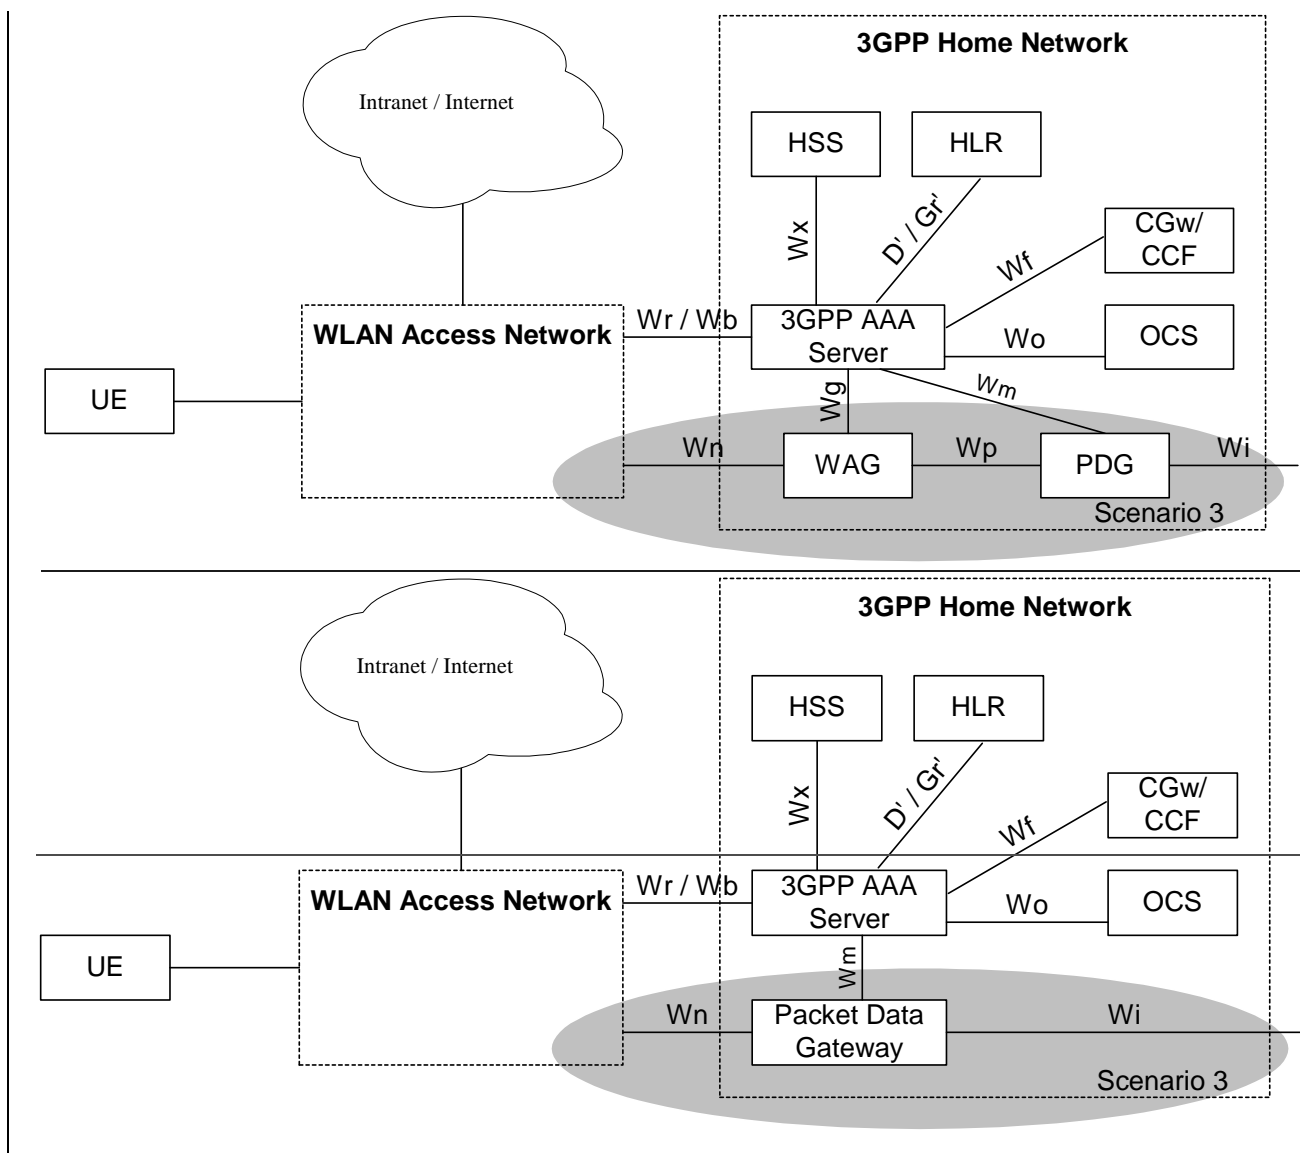 3GPP Home Network
Intranet / Internet
HSS
HLR
Wx
D' / Gr'
CGw/
CCF
Wf
WLAN Access Network
Wr / Wb
3GPP AAA
Server
Wo
OCS
UE
Wg
Wm
Wn
WAG
Wp
PDG
Wi
Scenario 3
3GPP Home Network
Intranet / Internet
HSS
HLR
Wx
D' / Gr'
CGw/
CCF
Wf
WLAN Access Network
Wr / Wb
3GPP AAA
Server
Wo
OCS
UE
Wm
Wn
Packet Data
Gateway
Wi
Scenario 3